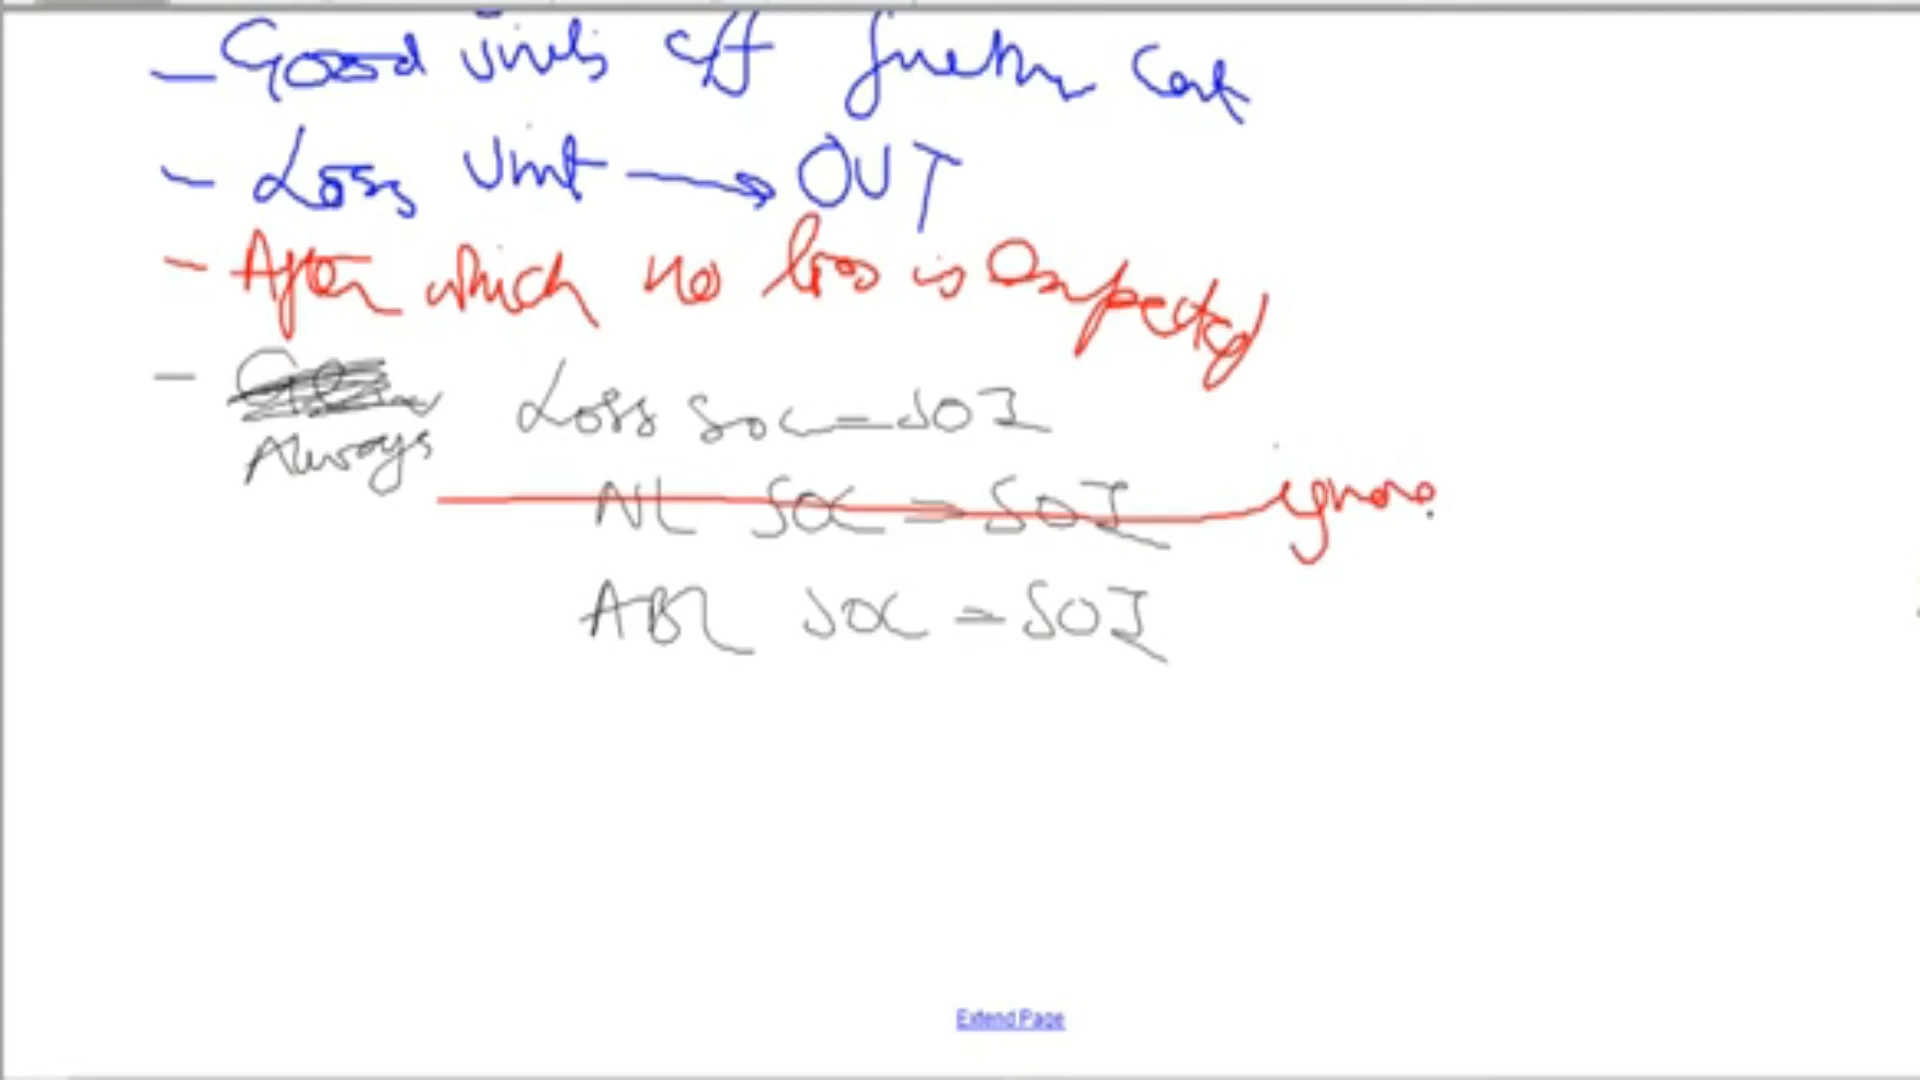 - Good units off further Cost
- Loss Unit → OUT
- After which no loss is Expected
- Always Loss SOC = SOI
NL SOC = SOI ignore.
ABL SOC = SOI
Extend Page